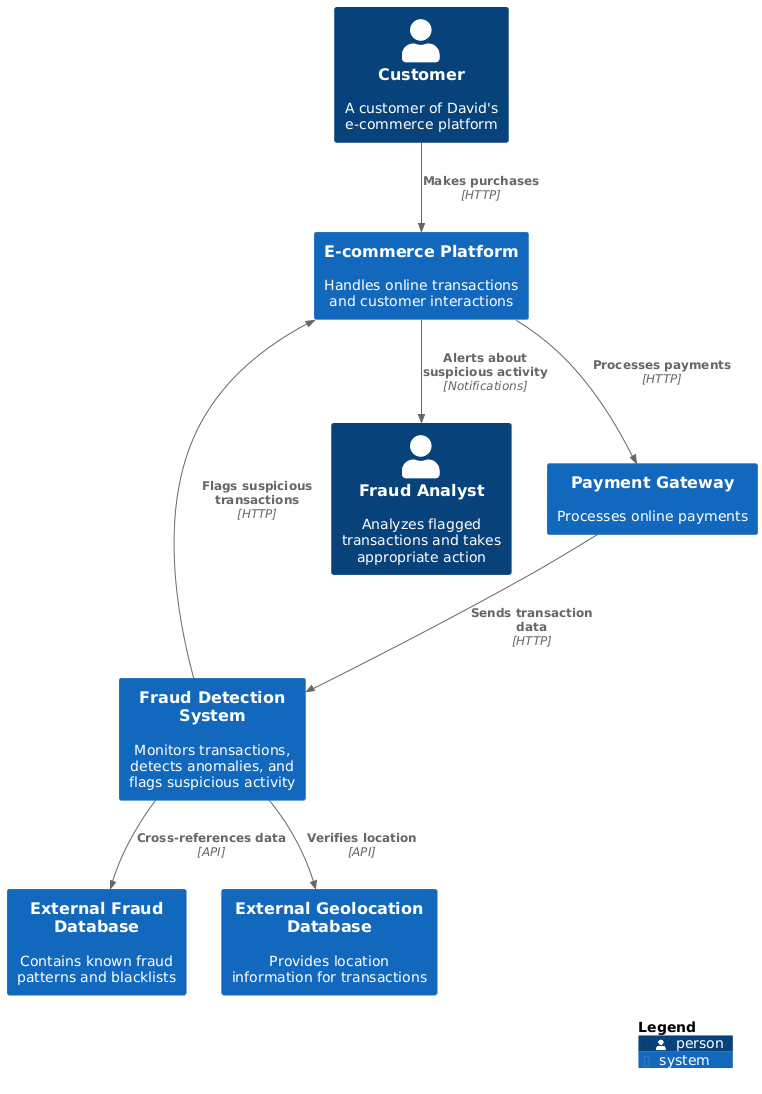 Customer
A customer of David's
e-commerce platform
Makes purchases
[HTTP]
E-commerce Platform
Handles online transactions
and customer interactions
Alerts about
suspicious activity
[Notifications]
Processes payments
[HTTP]
Flags suspicious
transactions
[HTTP]
Fraud Analyst
Analyzes flagged
transactions and takes
appropriate action
Payment Gateway
Processes online payments
Sends transaction
data
[HTTP]
Fraud Detection
System
Monitors transactions,
detects anomalies, and
flags suspicious activity
Cross-references data
[API]
Verifies location
[API]
External Fraud
Database
Contains known fraud
patterns and blacklists
External Geolocation
Database
Provides location
information for transactions
Legend
person
system